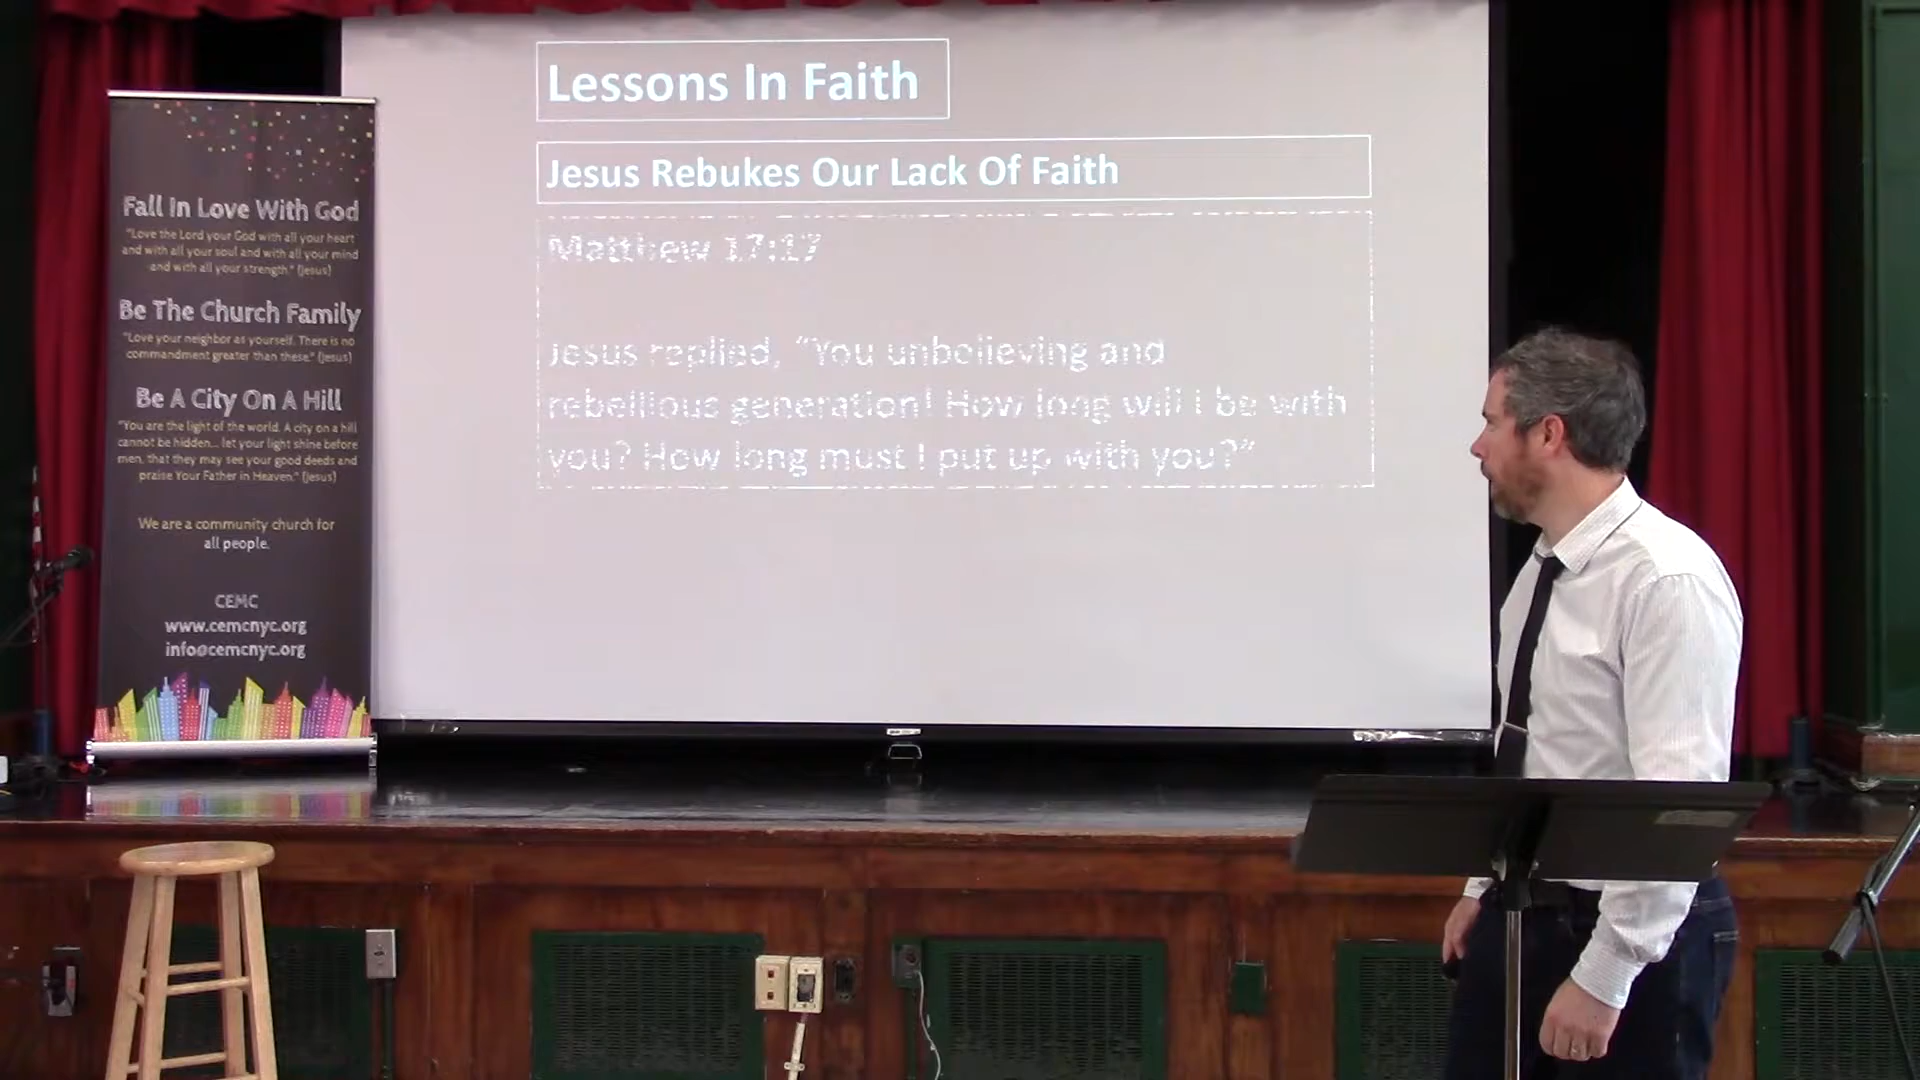 Lessons In Faith
Jesus Rebukes Our Lack Of Faith
Matthew 17:17
Jesus replied, “You unbelieving and
rebellious generation! How long will I be with
you? How long must I put up with you?”
Fall In Love With God
"Love the Lord your God with all your heart
and with all your soul and with all your mind
and with all your strength." (Jesus)
Be The Church Family
"Love your neighbor as yourself. There is no
commandment greater than these." (Jesus)
Be A City On A Hill
"You are the light of the world. A city on a hill
cannot be hidden... let your light shine before
men, that they may see your good deeds and
praise Your Father in Heaven." (Jesus)
We are a community church for
all people.
CEMC
www.cemcnyc.org
info@cemcnyc.org